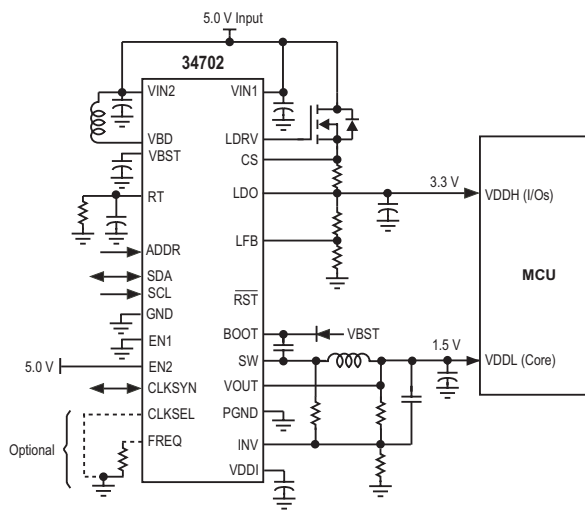 5.0 V Input
34702
VIN2
VIN1
VBD
LDRV
VBST
CS
RT
LDO
3.3 V
VDDH (I/Os)
MCU
ADDR
LFB
SDA
SCL
RST
GND
EN1
BOOT
VBST
5.0 V
EN2
SW
1.5 V
VDDL (Core)
CLKSYN
VOUT
CLKSEL
PGND
Optional
FREQ
INV
VDDI